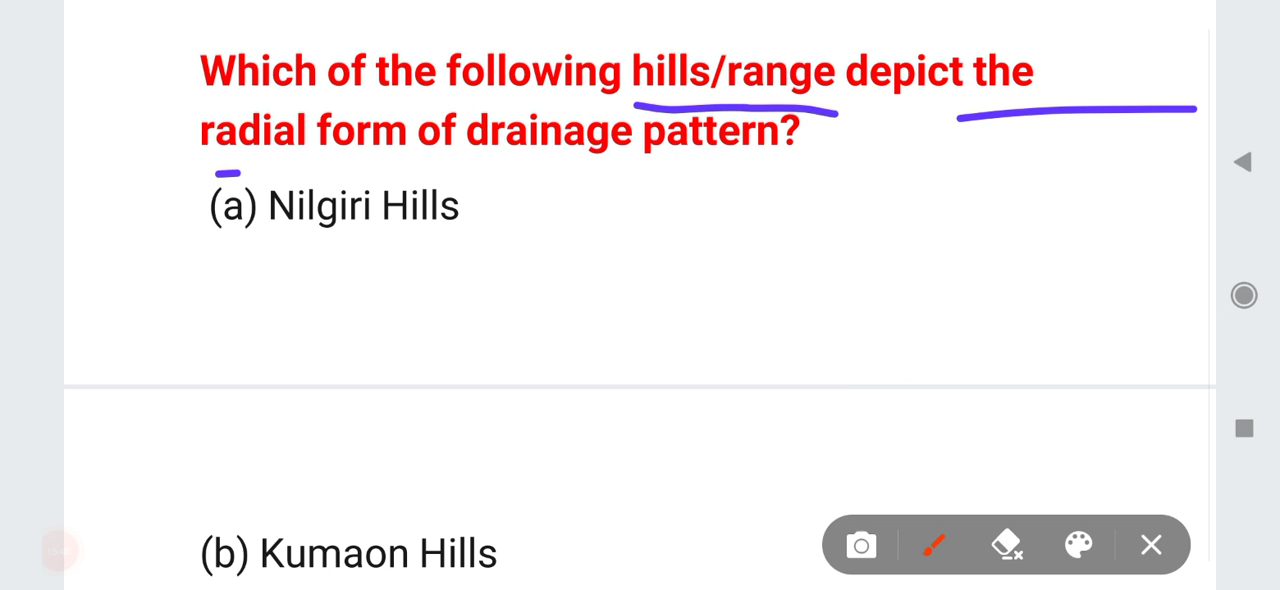 Which of the following hills/range depict the
radial form of drainage pattern?
(a) Nilgiri Hills
(b) Kumaon Hills